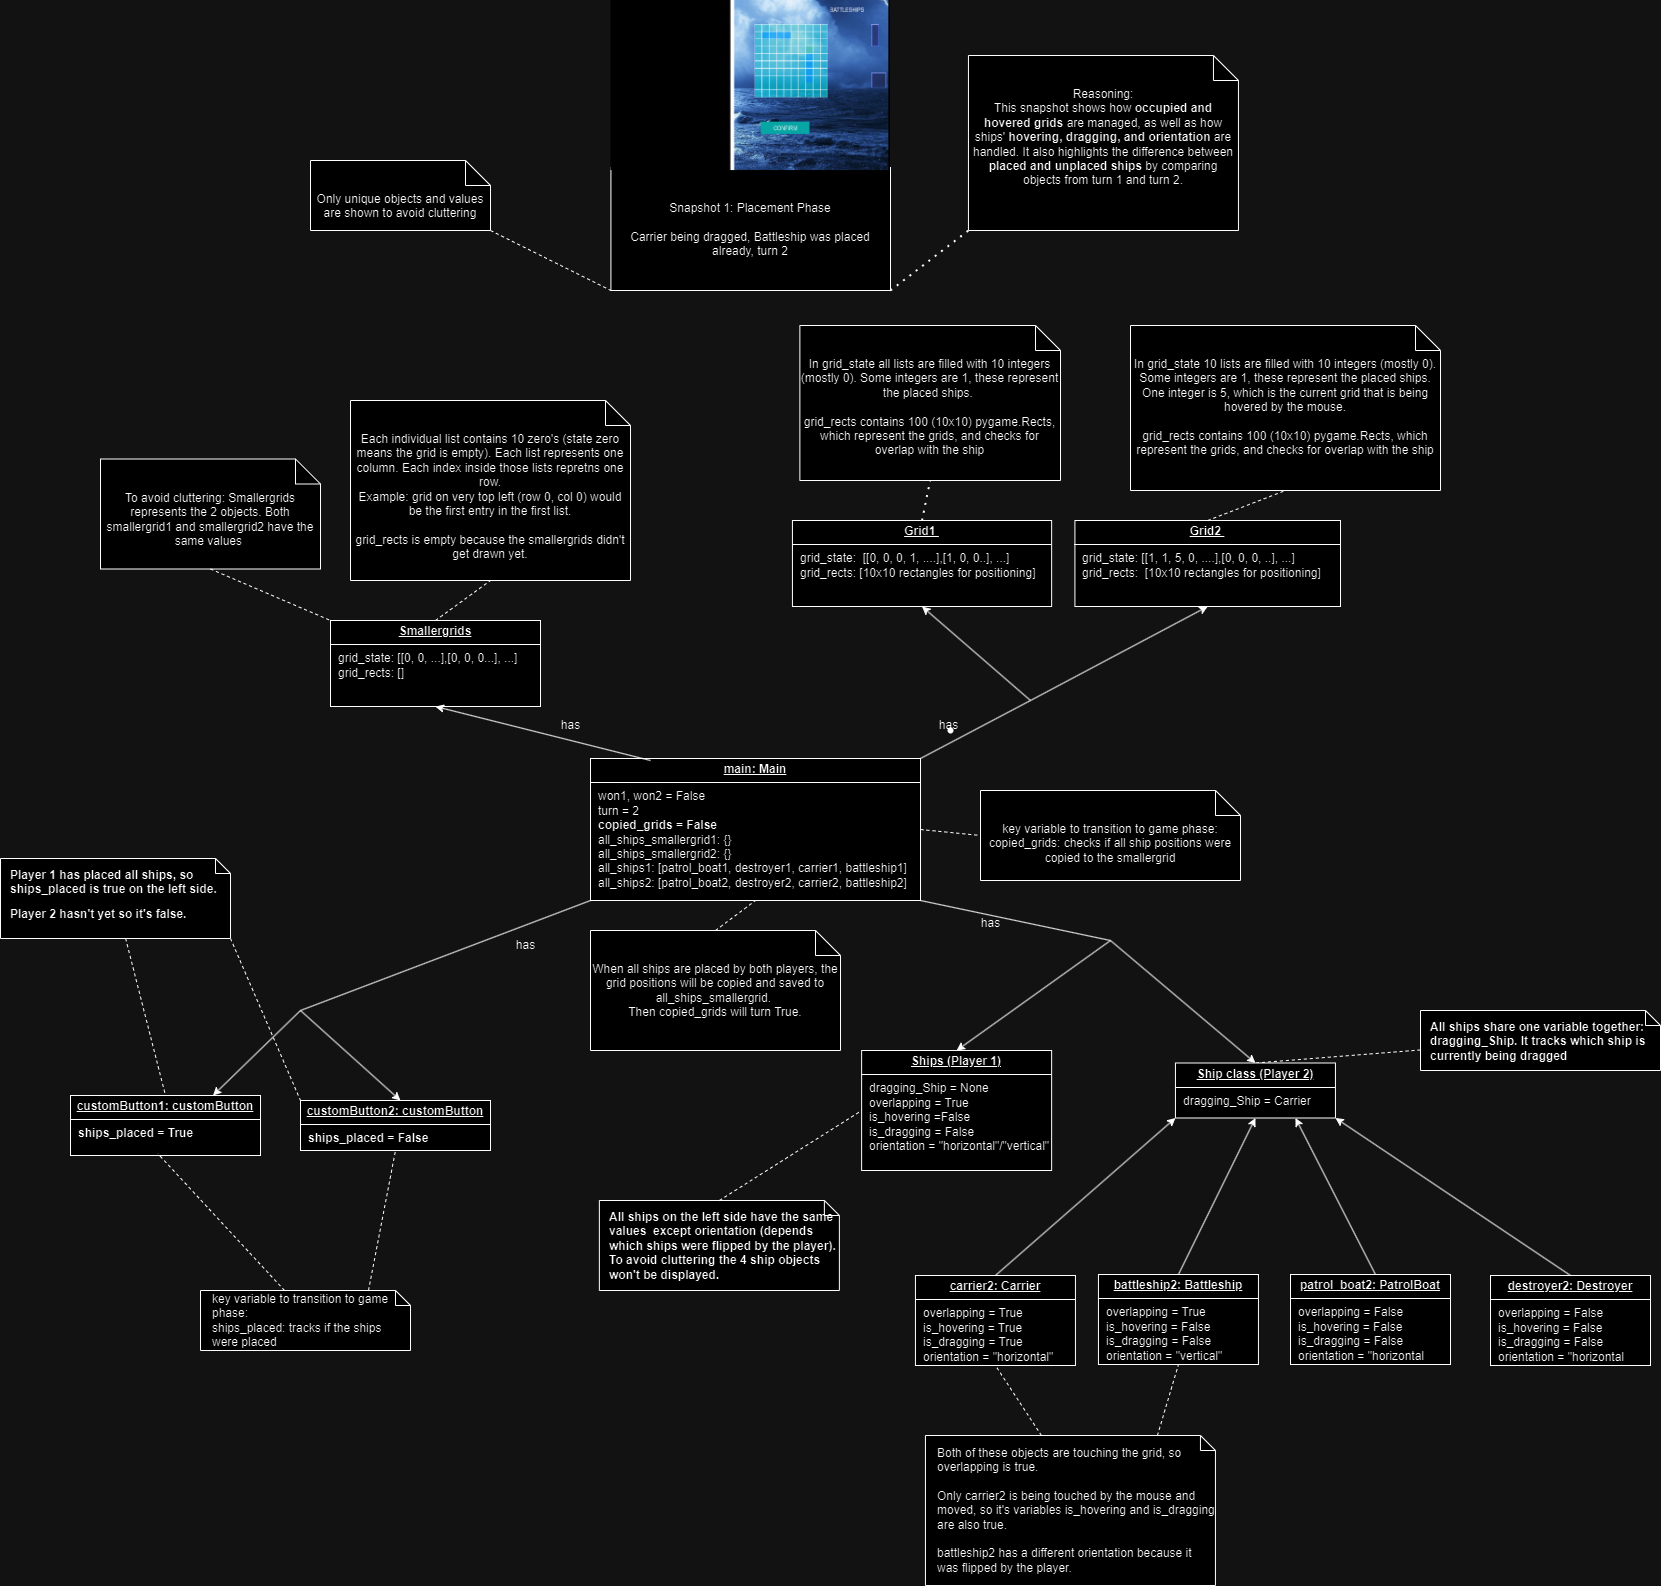 BATTLESHIPS
CONFIRM
Snapshot 1: Placement Phase
Carrier being dragged, Battleship was placed
already, turn 2
Only unique objects and values
are shown to avoid cluttering
Reasoning:
This snapshot shows how occupied and
hovered grids are managed, as well as how
ships' hovering, dragging, and orientation are
handled. It also highlights the difference between
placed and unplaced ships by comparing
objects from turn 1 and turn 2.
In grid_state all lists are filled with 10 integers
(mostly 0). Some integers are 1, these represent
the placed ships.
grid_rects contains 100 (10x10) pygame.Rects,
which represent the grids, and checks for
overlap with the ship
In grid_state 10 lists are filled with 10 integers (mostly 0).
Some integers are 1, these represent the placed ships.
One integer is 5, which is the current grid that is being
hovered by the mouse.
grid_rects contains 100 (10x10) pygame.Rects, which
represent the grids, and checks for overlap with the ship
Each individual list contains 10 zero's (state zero
means the grid is empty). Each list represents one
column. Each index inside those lists repretns one
row.
Example: grid on very top left (row 0, col 0) would
be the first entry in the first list.
grid_rects is empty because the smallergrids didn't
get drawn yet.
To avoid cluttering: Smallergrids
represents the 2 objects. Both
smallergrid1 and smallergrid2 have the
same values
Grid1
grid_state:  [[0, 0, 0, 1, ....],[1, 0, 0..], ...]
grid_rects: [10x10 rectangles for positioning]
Grid2
grid_state: [[1, 1, 5, 0, ....],[0, 0, 0, ..], ...]
grid_rects:  [10x10 rectangles for positioning]
Smallergrids
grid_state: [[0, 0, ...],[0, 0, 0...], ...]
grid_rects: []
has
has
main: Main
won1, won2 = False
turn = 2
copied_grids = False
all_ships_smallergrid1: {}
all_ships_smallergrid2: {}
all_ships1: [patrol_boat1, destroyer1, carrier1, battleship1]
all_ships2: [patrol_boat2, destroyer2, carrier2, battleship2]
key variable to transition to game phase:
copied_grids: checks if all ship positions were
copied to the smallergrid
Player 1 has placed all ships, so
ships_placed is true on the left side.
Player 2 hasn't yet so it's false.
has
has
When all ships are placed by both players, the
grid positions will be copied and saved to
all_ships_smallergrid.
Then copied_grids will turn True.
All ships share one variable together:
dragging_Ship. It tracks which ship is
currently being dragged
Ships (Player 1)
dragging_Ship = None
overlapping = True
is_hovering =False
is_dragging = False
orientation = "horizontal"/"vertical"
Ship class (Player 2)
dragging_Ship = Carrier
customButton1: customButton
ships_placed = True
customButton2: customButton
ships_placed = False
All ships on the left side have the same
values  except orientation (depends
which ships were flipped by the player).
To avoid cluttering the 4 ship objects
won't be displayed.
key variable to transition to game
phase:
ships_placed: tracks if the ships
were placed
carrier2: Carrier
overlapping = True
is_hovering = True
is_dragging = True
orientation = "horizontal"
battleship2: Battleship
overlapping = True
is_hovering = False
is_dragging = False
orientation = "vertical"
patrol_boat2: PatrolBoat
overlapping = False
is_hovering = False
is_dragging = False
orientation = "horizontal
destroyer2: Destroyer
overlapping = False
is_hovering = False
is_dragging = False
orientation = "horizontal
Both of these objects are touching the grid, so
overlapping is true.
Only carrier2 is being touched by the mouse and
moved, so it's variables is_hovering and is_dragging
are also true.
battleship2 has a different orientation because it
was flipped by the player.